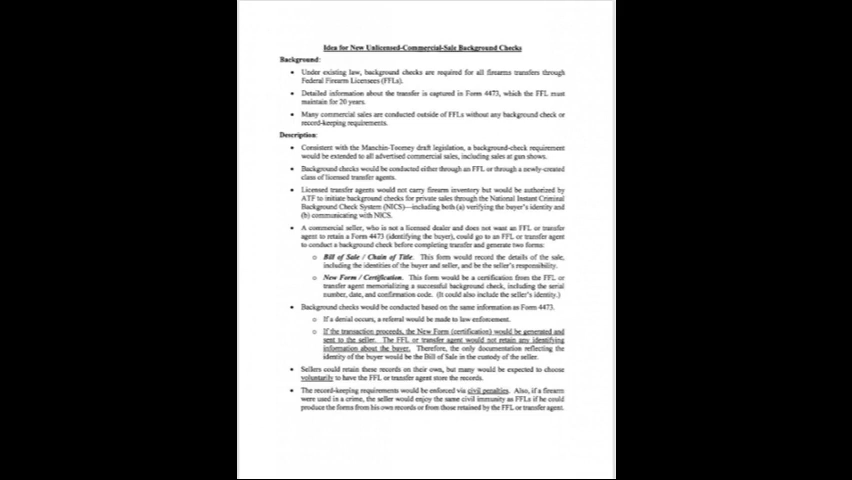 Idea for New Unlicensed-Commercial-Sale Background Checks
Background:
• Under existing law, background checks are required for all firearms transfers through
Federal Firearm Licensees (FFLs).
• Detailed information about the transfer is captured in Form 4473, which the FFL must
maintain for 20 years.
• Many commercial sales are conducted outside of FFLs without any background check or
record-keeping requirements.
Description:
• Consistent with the Manchin-Toomey draft legislation, a background-check requirement
would be extended to all advertised commercial sales, including sales at gun shows.
• Background checks would be conducted either through an FFL or through a newly-created
class of licensed transfer agents.
• Licensed transfer agents would not carry firearm inventory but would be authorized by
ATF to initiate background checks for private sales through the National Instant Criminal
Background Check System (NICS)—including both (a) verifying the buyer's identity and
(b) communicating with NICS.
• A commercial seller, who is not a licensed dealer and does not want an FFL or transfer
agent to retain a Form 4473 (identifying the buyer), could go to an FFL or transfer agent
to conduct a background check before completing transfer and generate two forms:
o Bill of Sale / Chain of Title. This form would record the details of the sale,
including the identities of the buyer and seller, and be the seller's responsibility.
o New Form / Certification. This form would be a certification from the FFL or
transfer agent memorializing a successful background check, including the serial
number, date, and confirmation code. (It could also include the seller's identity.)
• Background checks would be conducted based on the same information as Form 4473.
o If a denial occurs, a referral would be made to law enforcement.
o If the transaction proceeds, the New Form (certification) would be generated and
sent to the seller. The FFL or transfer agent would not retain any identifying
information about the buyer. Therefore, the only documentation reflecting the
identity of the buyer would be the Bill of Sale in the custody of the seller.
• Sellers could retain these records on their own, but many would be expected to choose
voluntarily to have the FFL or transfer agent store the records.
• The record-keeping requirements would be enforced via civil penalties. Also, if a firearm
were used in a crime, the seller would enjoy the same civil immunity as FFLs if he could
produce the forms from his own records or from those retained by the FFL or transfer agent.